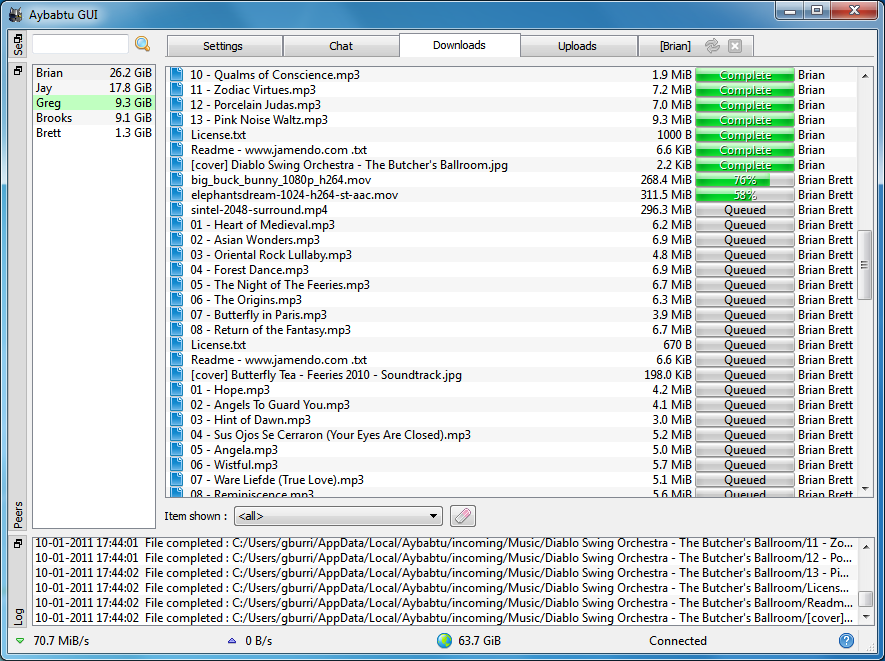 Aybabtu GUI
Settings
Chat
Downloads
Uploads
[Brian]
Brian 26.2 GiB
Jay 17.8 GiB
Greg 9.3 GiB
Brooks 9.1 GiB
Brett 1.3 GiB
10 - Qualms of Conscience.mp3 1.9 MiB Complete Brian
11 - Zodiac Virtues.mp3 7.2 MiB Complete Brian
12 - Porcelain Judas.mp3 7.0 MiB Complete Brian
13 - Pink Noise Waltz.mp3 9.3 MiB Complete Brian
License.txt 1000 B Complete Brian
Readme - www.jamendo.com .txt 6.6 KiB Complete Brian
[cover] Diablo Swing Orchestra - The Butcher's Ballroom.jpg 2.2 KiB Complete Brian
big_buck_bunny_1080p_h264.mov 268.4 MiB 76% Brian Brett
elephantsdream-1024-h264-st-aac.mov 311.5 MiB 58% Brian Brett
sintel-2048-surround.mp4 296.3 MiB Queued Brian Brett
01 - Heart of Medieval.mp3 6.2 MiB Queued Brian Brett
02 - Asian Wonders.mp3 6.9 MiB Queued Brian Brett
03 - Oriental Rock Lullaby.mp3 4.8 MiB Queued Brian Brett
04 - Forest Dance.mp3 6.9 MiB Queued Brian Brett
05 - The Night of The Feeries.mp3 6.7 MiB Queued Brian Brett
06 - The Origins.mp3 6.3 MiB Queued Brian Brett
07 - Butterfly in Paris.mp3 3.9 MiB Queued Brian Brett
08 - Return of the Fantasy.mp3 6.7 MiB Queued Brian Brett
License.txt 670 B Queued Brian Brett
Readme - www.jamendo.com .txt 6.6 KiB Queued Brian Brett
[cover] Butterfly Tea - Feeries 2010 - Soundtrack.jpg 198.0 KiB Queued Brian Brett
01 - Hope.mp3 4.2 MiB Queued Brian Brett
02 - Angels To Guard You.mp3 4.1 MiB Queued Brian Brett
03 - Hint of Dawn.mp3 3.0 MiB Queued Brian Brett
04 - Sus Ojos Se Cerraron (Your Eyes Are Closed).mp3 5.2 MiB Queued Brian Brett
05 - Angela.mp3 5.0 MiB Queued Brian Brett
06 - Wistful.mp3 5.7 MiB Queued Brian Brett
07 - Ware Liefde (True Love).mp3 5.1 MiB Queued Brian Brett
08 - Reminiscence.mp3 5.6 MiB Queued Brian Brett
Peers
Item shown : <all>
10-01-2011 17:44:01 File completed : C:/Users/gburri/AppData/Local/Aybabtu/incoming/Music/Diablo Swing Orchestra - The Butcher's Ballroom/11 - Zo...
10-01-2011 17:44:01 File completed : C:/Users/gburri/AppData/Local/Aybabtu/incoming/Music/Diablo Swing Orchestra - The Butcher's Ballroom/12 - Po...
10-01-2011 17:44:02 File completed : C:/Users/gburri/AppData/Local/Aybabtu/incoming/Music/Diablo Swing Orchestra - The Butcher's Ballroom/13 - Pi...
10-01-2011 17:44:02 File completed : C:/Users/gburri/AppData/Local/Aybabtu/incoming/Music/Diablo Swing Orchestra - The Butcher's Ballroom/Licens...
10-01-2011 17:44:02 File completed : C:/Users/gburri/AppData/Local/Aybabtu/incoming/Music/Diablo Swing Orchestra - The Butcher's Ballroom/Readm...
10-01-2011 17:44:02 File completed : C:/Users/gburri/AppData/Local/Aybabtu/incoming/Music/Diablo Swing Orchestra - The Butcher's Ballroom/[cover]...
Log
70.7 MiB/s
0 B/s
63.7 GiB
Connected